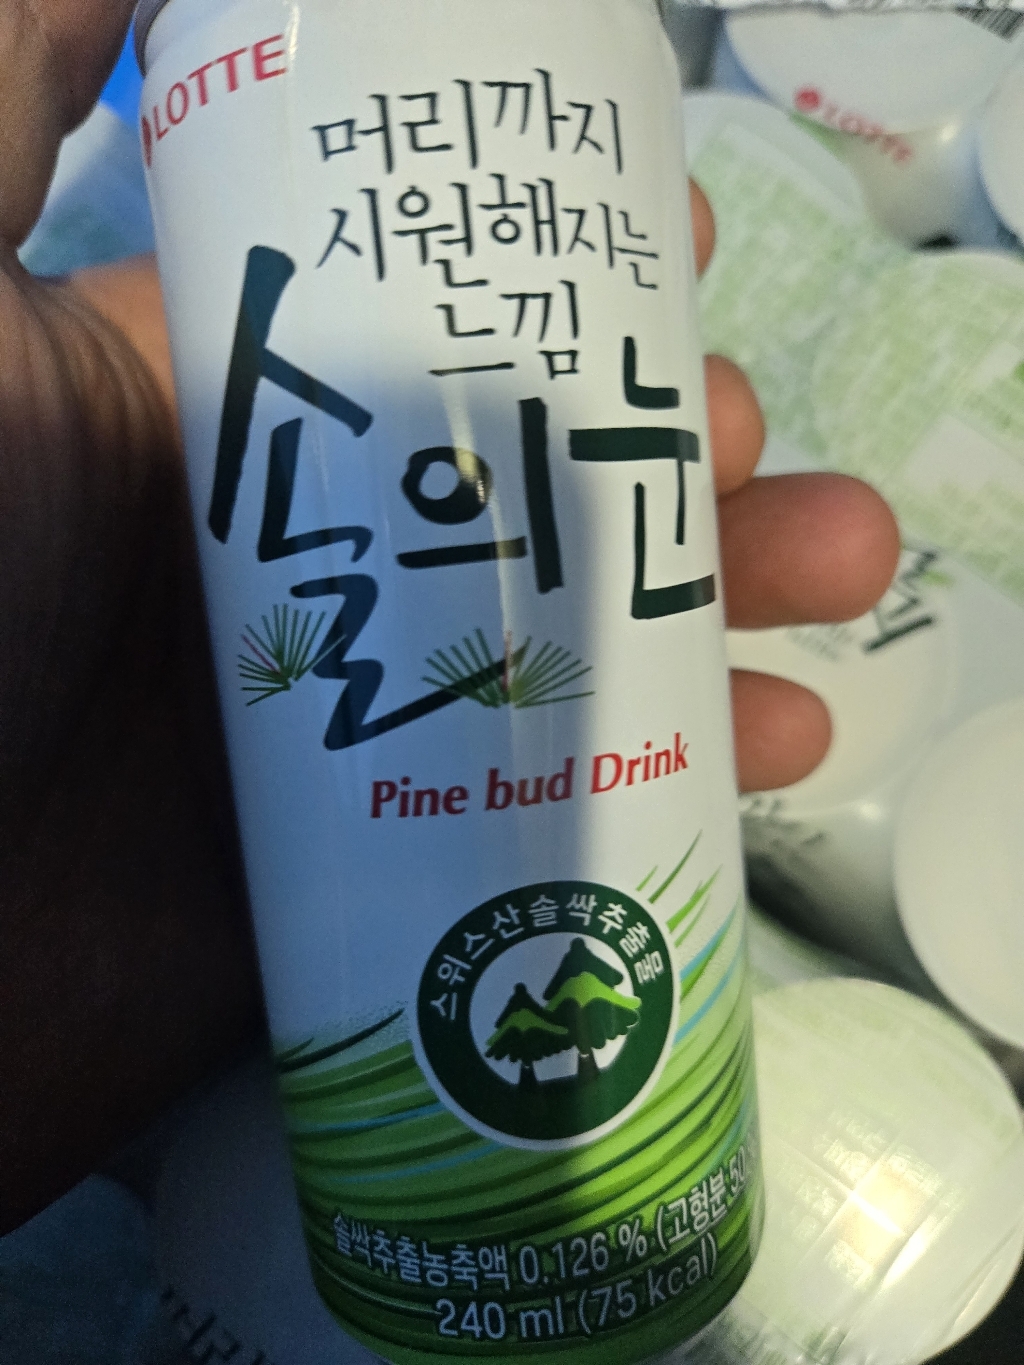 LOTTE
머리까지
시원해지는
느낌
솔의눈
Pine bud Drink
스위스산솔싹추출물
솔싹추출농축액 0.126 % (고형분
240 ml (75 kcal)
LOTTE